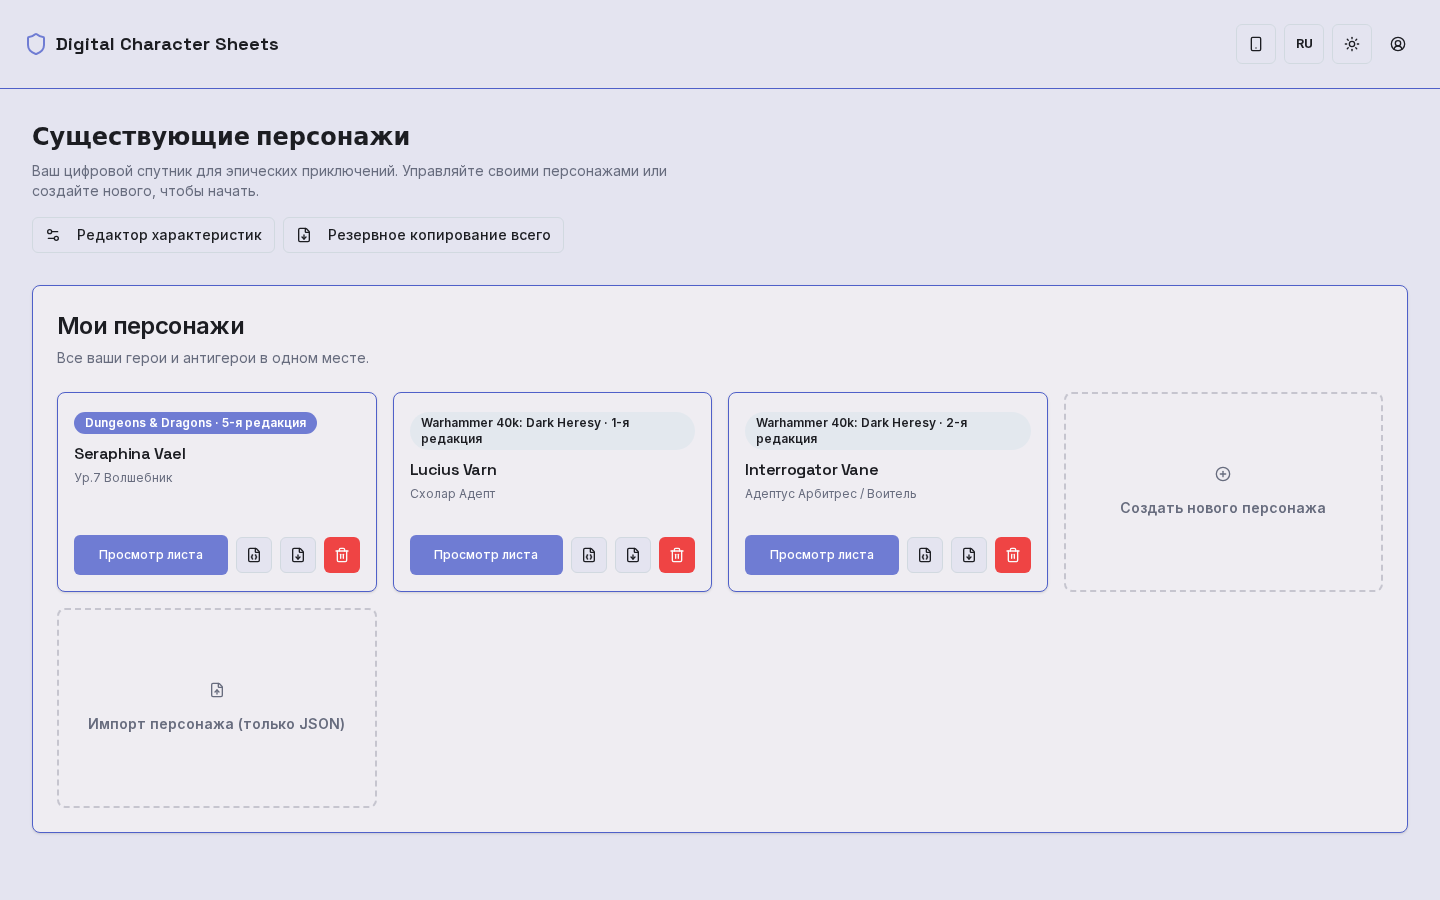 Digital Character Sheets
RU
Существующие персонажи
Ваш цифровой спутник для эпических приключений. Управляйте своими персонажами или
создайте нового, чтобы начать.
Редактор характеристик
Резервное копирование всего
Мои персонажи
Все ваши герои и антигерои в одном месте.
Dungeons & Dragons · 5-я редакция
Seraphina Vael
Ур.7 Волшебник
Просмотр листа
Warhammer 40k: Dark Heresy · 1-я
редакция
Lucius Varn
Схолар Адепт
Просмотр листа
Warhammer 40k: Dark Heresy · 2-я
редакция
Interrogator Vane
Адептус Арбитрес / Воитель
Просмотр листа
Создать нового персонажа
Импорт персонажа (только JSON)